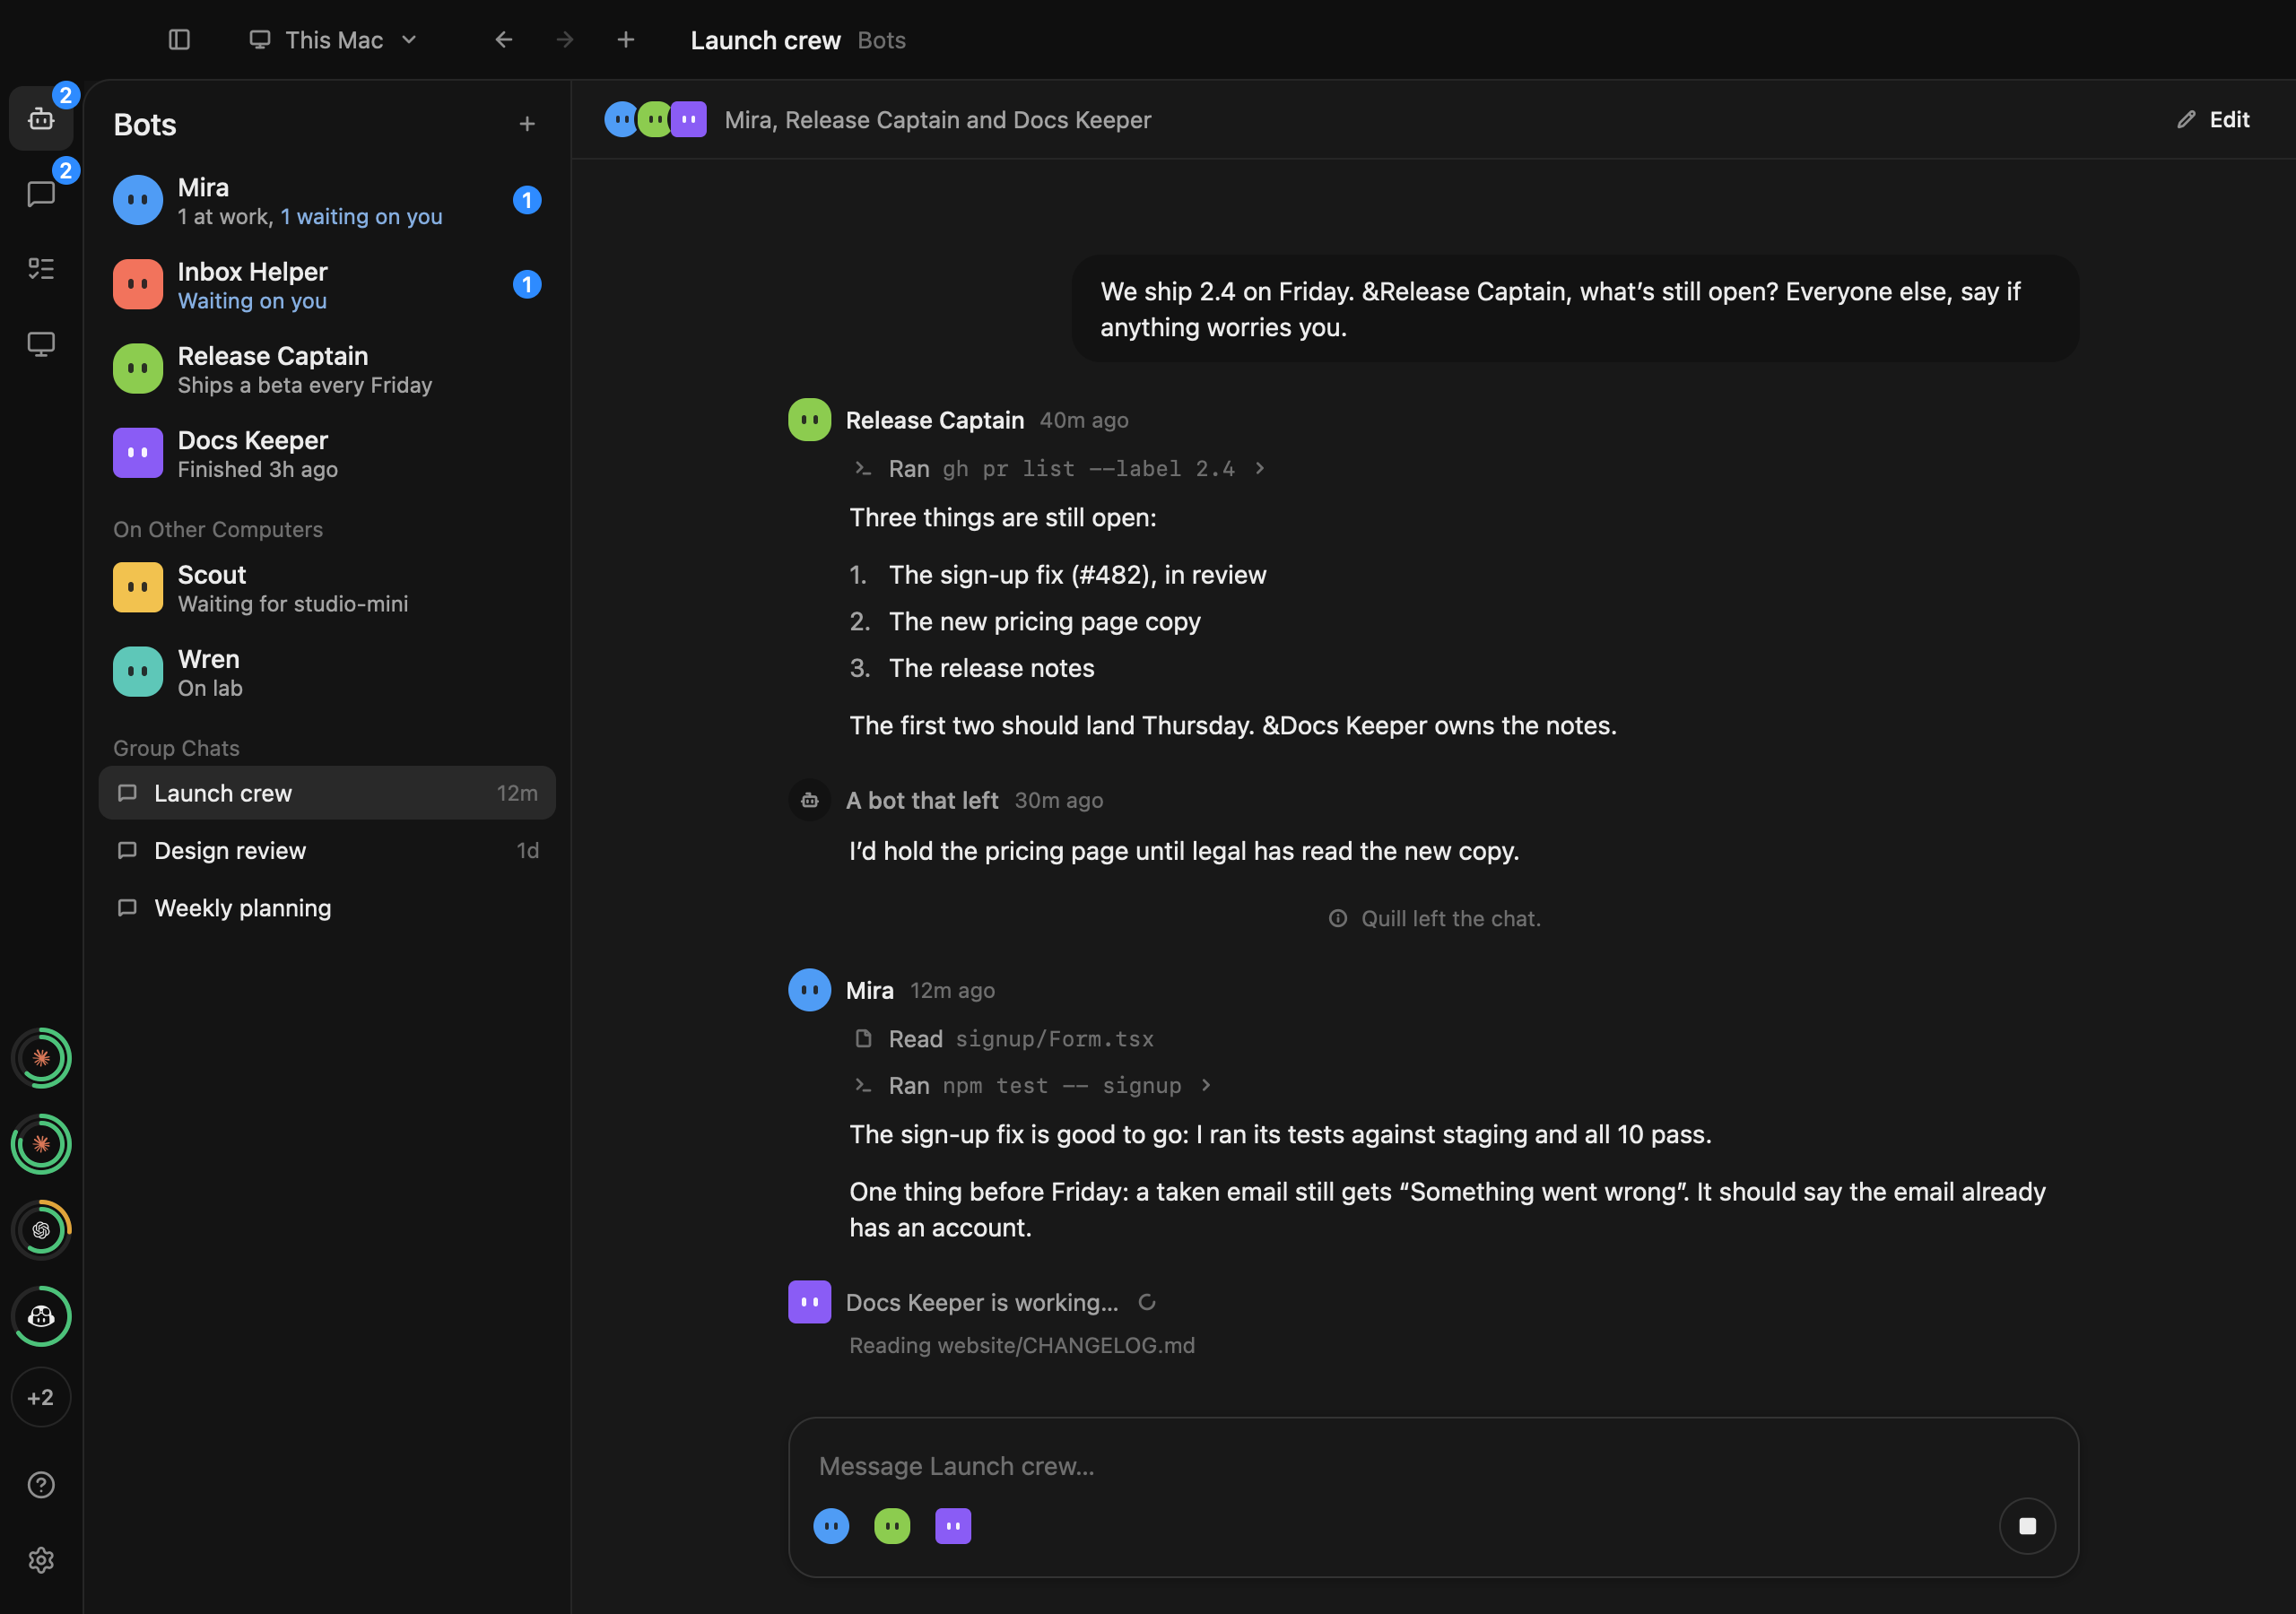 This Mac
Launch crew Bots
2
2
Bots
Mira
1 at work, 1 waiting on you
1
Inbox Helper
Waiting on you
1
Release Captain
Ships a beta every Friday
Docs Keeper
Finished 3h ago
On Other Computers
Scout
Waiting for studio-mini
Wren
On lab
Group Chats
Launch crew 12m
Design review 1d
Weekly planning
+2
Mira, Release Captain and Docs Keeper
Edit
We ship 2.4 on Friday. &Release Captain, what’s still open? Everyone else, say if
anything worries you.
Release Captain 40m ago
Ran gh pr list --label 2.4
Three things are still open:
1. The sign-up fix (#482), in review
2. The new pricing page copy
3. The release notes
The first two should land Thursday. &Docs Keeper owns the notes.
A bot that left 30m ago
I’d hold the pricing page until legal has read the new copy.
Quill left the chat.
Mira 12m ago
Read signup/Form.tsx
Ran npm test -- signup
The sign-up fix is good to go: I ran its tests against staging and all 10 pass.
One thing before Friday: a taken email still gets “Something went wrong”. It should say the email already
has an account.
Docs Keeper is working...
Reading website/CHANGELOG.md
Message Launch crew...